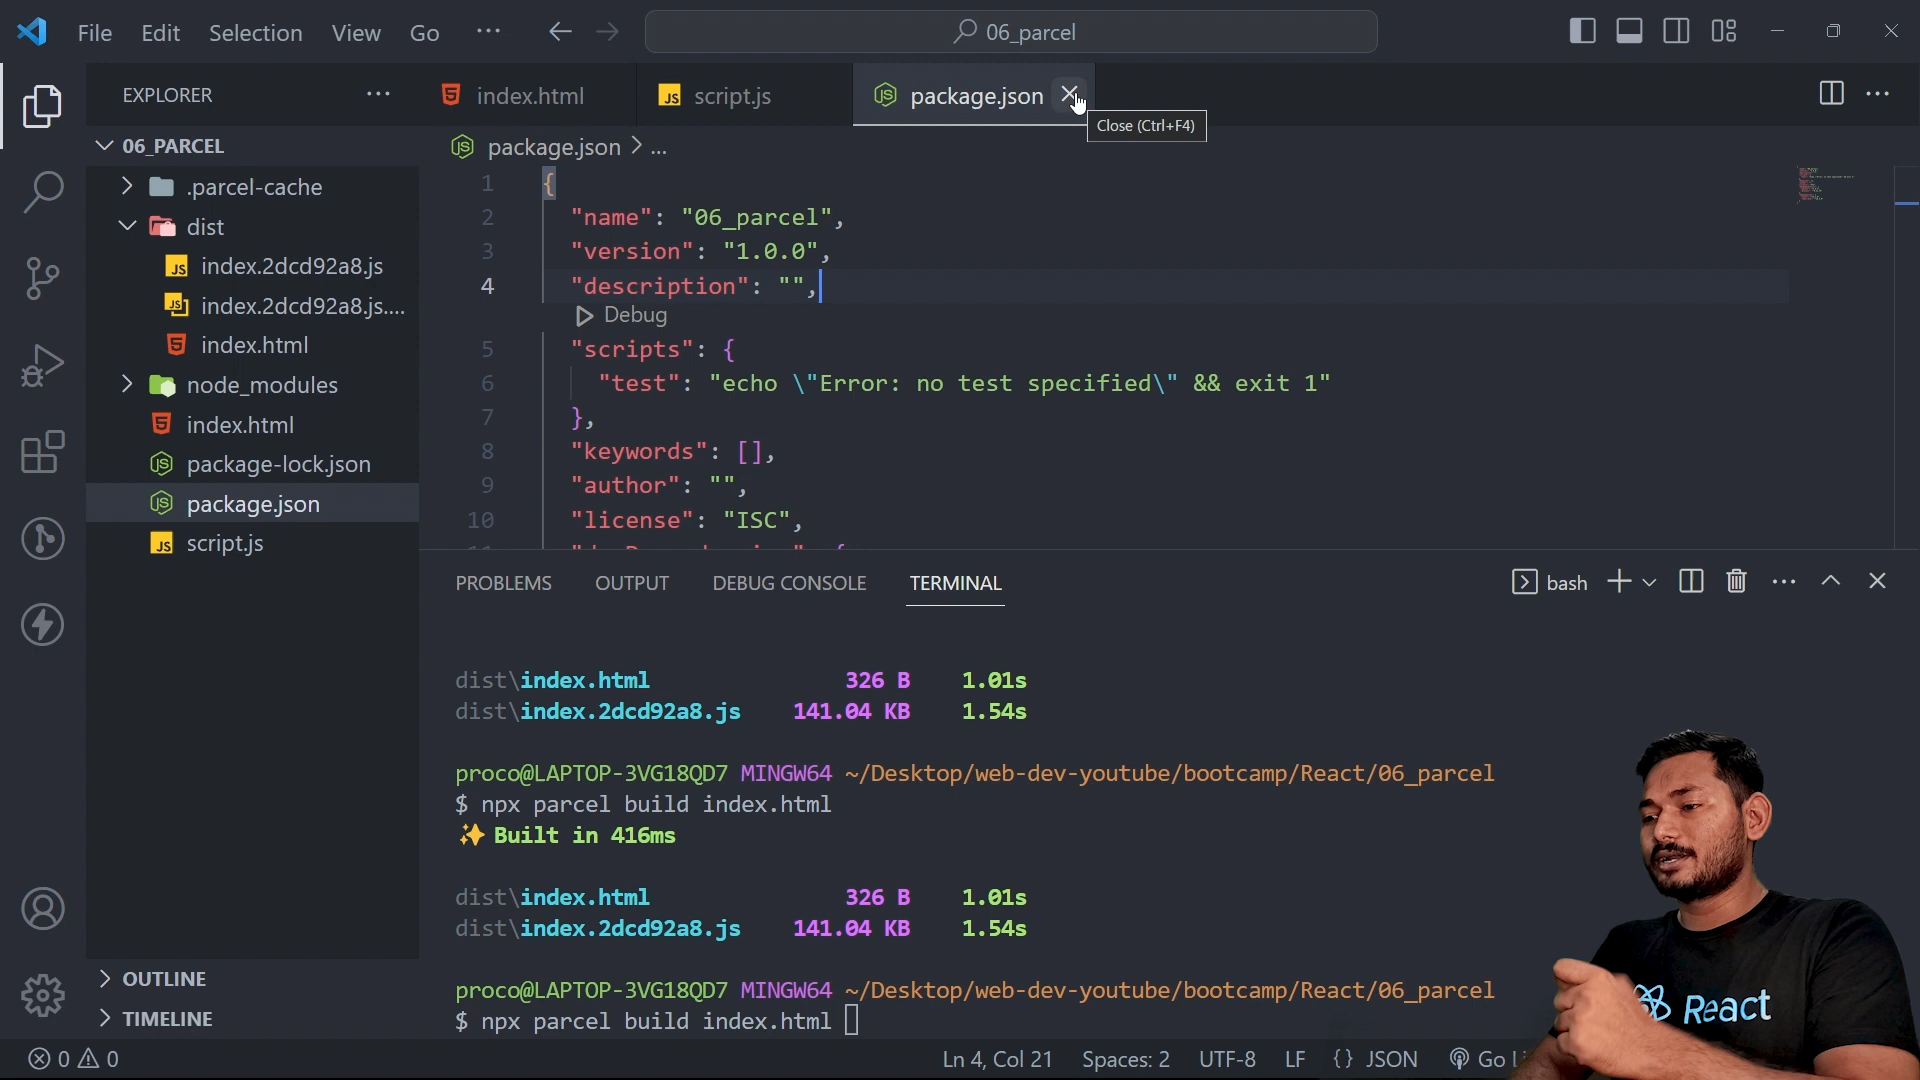 File Edit Selection View Go ... 06_parcel
EXPLORER ...
index.html
script.js
package.json
Close (Ctrl+F4)
06_PARCEL
.parcel-cache
dist
index.2dcd92a8.js
index.2dcd92a8.js....
index.html
node_modules
index.html
package-lock.json
package.json
script.js
OUTLINE
TIMELINE
package.json > ...
1 {
2 "name": "06_parcel",
3 "version": "1.0.0",
4 "description": "",
Debug
5 "scripts": {
6 "test": "echo \"Error: no test specified\" && exit 1"
7 },
8 "keywords": [],
9 "author": "",
10 "license": "ISC",
PROBLEMS OUTPUT DEBUG CONSOLE TERMINAL
bash
dist\index.html 326 B 1.01s
dist\index.2dcd92a8.js 141.04 KB 1.54s
proco@LAPTOP-3VG18QD7 MINGW64 ~/Desktop/web-dev-youtube/bootcamp/React/06_parcel
$ npx parcel build index.html
✨ Built in 416ms
dist\index.html 326 B 1.01s
dist\index.2dcd92a8.js 141.04 KB 1.54s
proco@LAPTOP-3VG18QD7 MINGW64 ~/Desktop/web-dev-youtube/bootcamp/React/06_parcel
$ npx parcel build index.html
React
0 0
Ln 4, Col 21 Spaces: 2 UTF-8 LF {} JSON Go